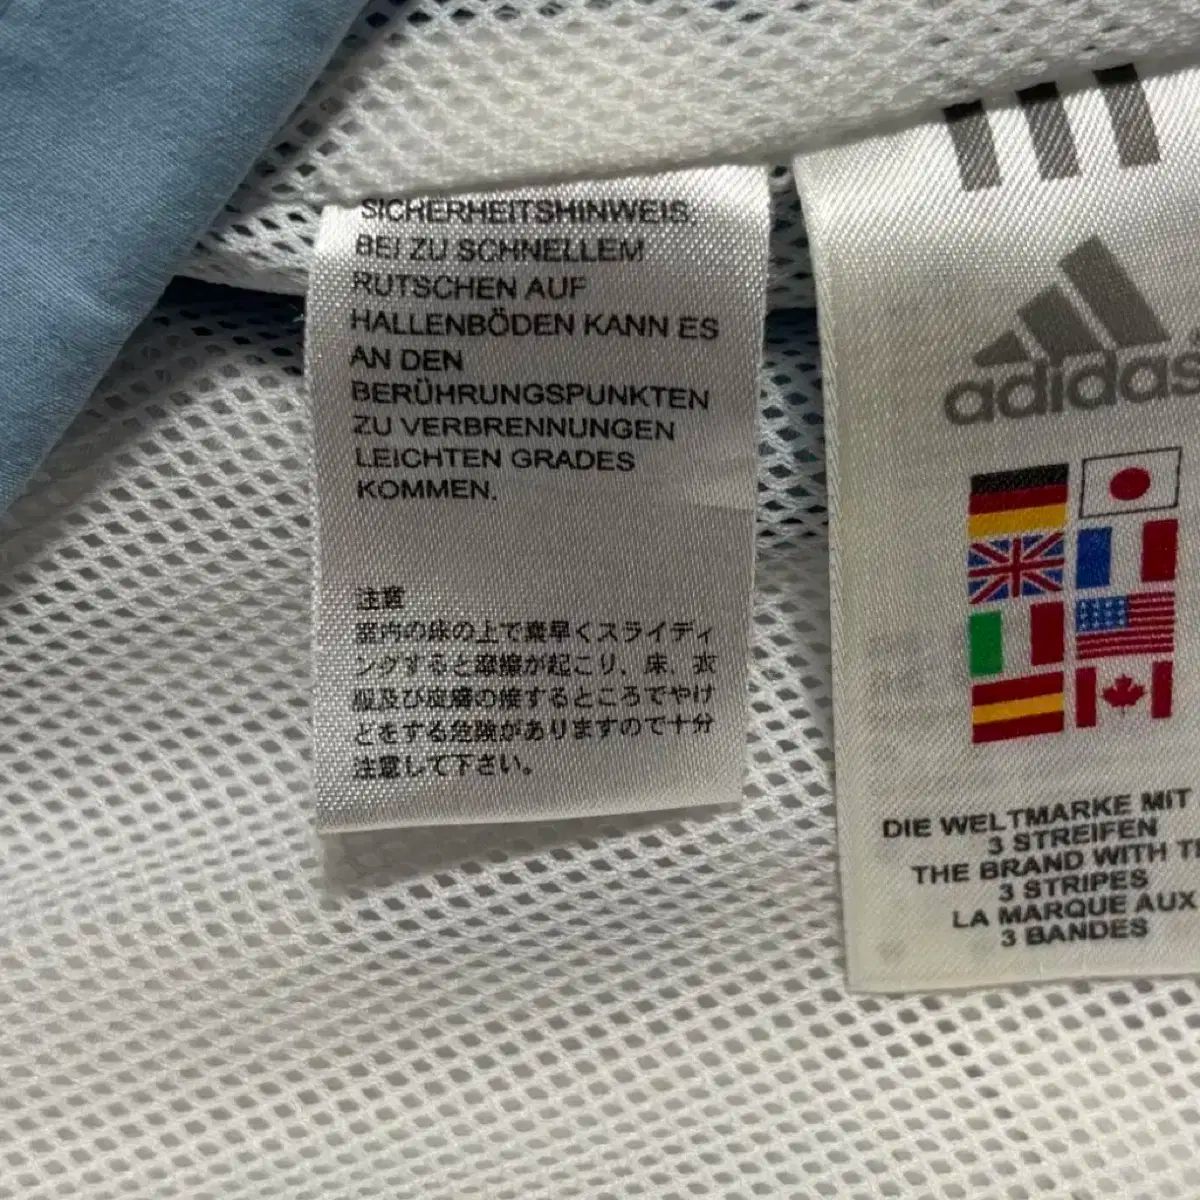 SICHERHEITSHINWEIS:
BEI ZU SCHNELLEM
RUTSCHEN AUF
HALLENBÖDEN KANN ES
AN DEN
BERÜHRUNGSPUNKTEN
ZU VERBRENNUNGEN
LEICHTEN GRADES
KOMMEN.
注意
室内の床の上で素早くスライディ
ングすると摩擦が起こり、床、衣
服及び皮膚の接するところでやけ
どをする危険がありますので十分
注意して下さい。
adidas
DIE WELTMARKE MIT
3 STREIFEN
THE BRAND WITH
3 STRIPES
LA MARQUE AUX
3 BANDES